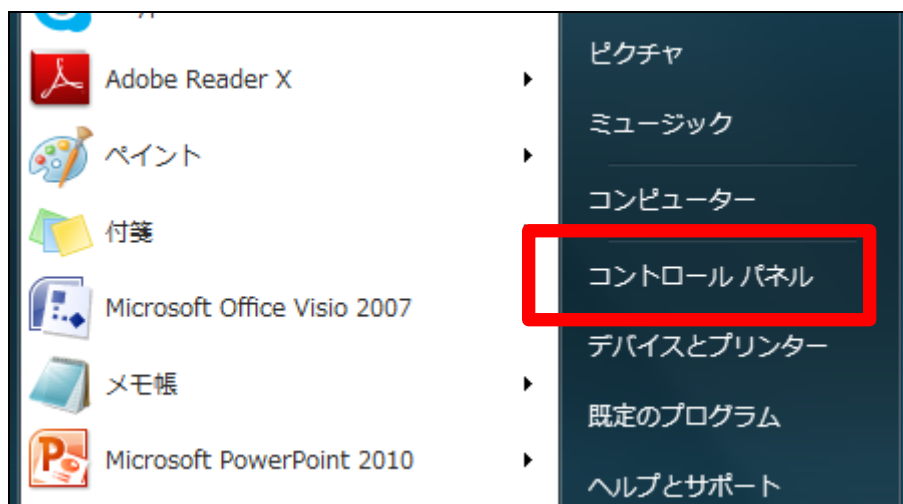 Adobe Reader X
ペイント
付箋
Microsoft Office Visio 2007
メモ帳
Microsoft PowerPoint 2010
ピクチャ
ミュージック
コンピューター
コントロール パネル
デバイスとプリンター
既定のプログラム
ヘルプとサポート